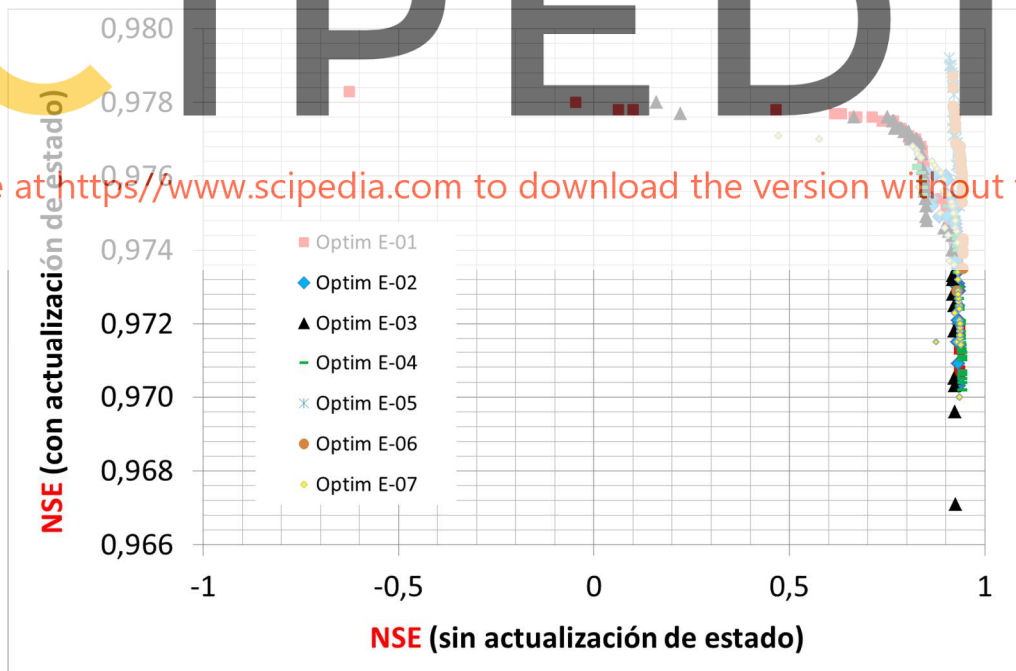 CIPEDI
0,980
0,978
0,976
0,974
0,972
0,970
0,968
0,966
NSE (con actualización de estado)
e at https//www.scipedia.com to download the version without
Optim E-01
Optim E-02
Optim E-03
Optim E-04
Optim E-05
Optim E-06
Optim E-07
-1 -0,5 0 0,5 1
NSE (sin actualización de estado)